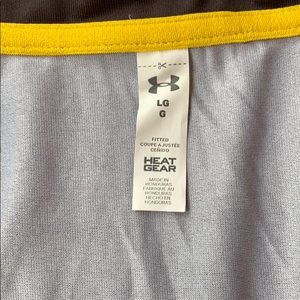 LG
G
FITTED
COUPE AJUSTÉE
CEÑIDO
HEAT
GEAR
MADE IN
HONDURAS
FABRIQUÉ AU
HONDURAS
HECHO EN
HONDURAS